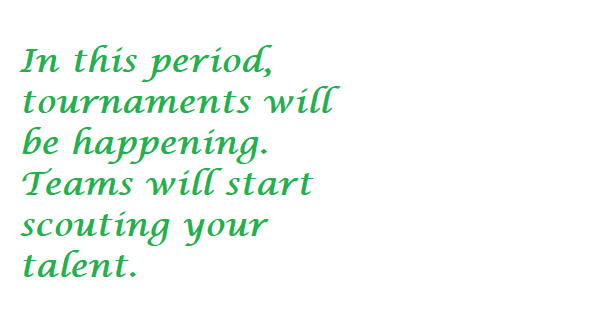 In this period,
tournaments will
be happening.
Teams will start
scouting your
talent.